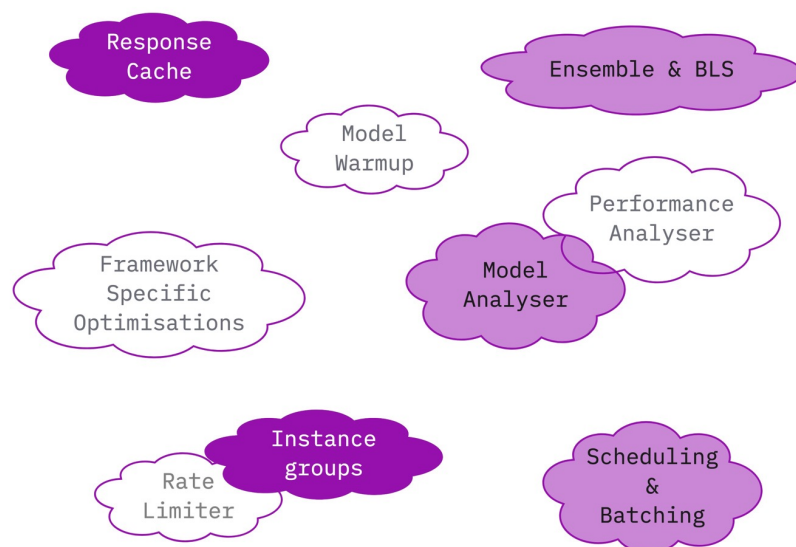 Response
Cache
Ensemble & BLS
Model
Warmup
Performance
Analyser
Framework
Specific
Optimisations
Model
Analyser
Instance
groups
Rate
Limiter
Scheduling
&
Batching